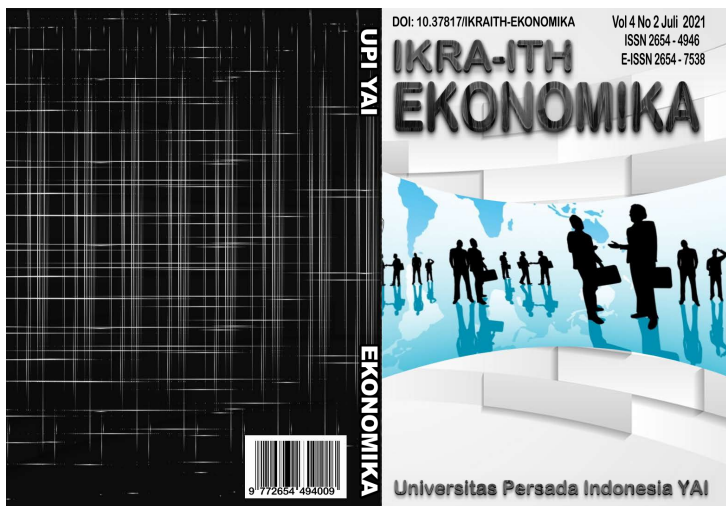 UPI YAI
EKONOMIKA
9 772654 494009
DOI: 10.37817/IKRAITH-EKONOMIKA
Vol 4 No 2 Juli 2021
ISSN 2654 - 4946
E-ISSN 2654 - 7538
IKRA-ITH
EKONOMIKA
Universitas Persada Indonesia YAI